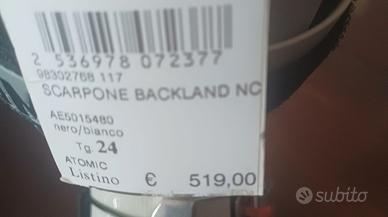 2 536978 072377
98302768 117
SCARPONE BACKLAND NC
AE5015480
nero/bianco
Tg. 24
ATOMIC
Listino € 519,00
subito